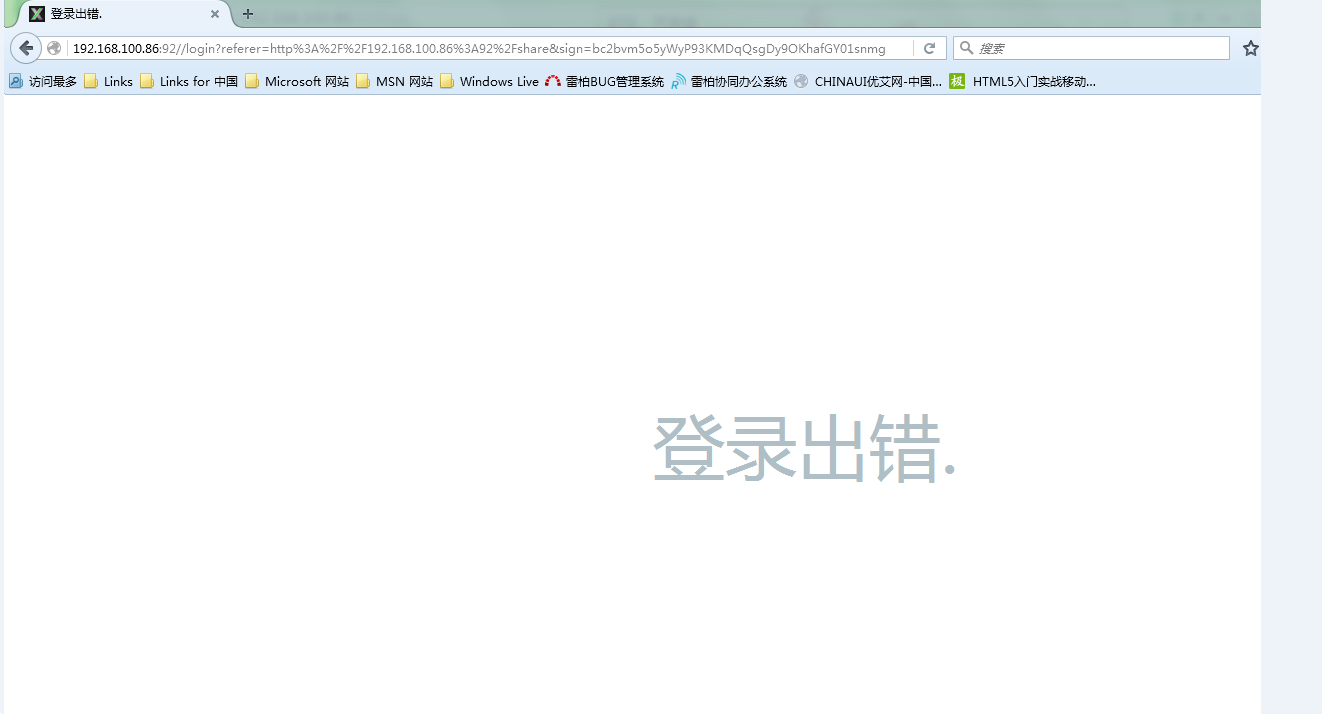 登录出错.
192.168.100.86:92//login?referer=http%3A%2F%2F192.168.100.86%3A92%2Fshare&sign=bc2bvm5o5yWyP93KMDqQsgDy9OKhafGY01snmg
搜索
访问最多 Links Links for 中国 Microsoft 网站 MSN 网站 Windows Live 雷柏BUG管理系统 雷柏协同办公系统 CHINAUI优艾网-中国... HTML5入门实战移动...
登录出错.